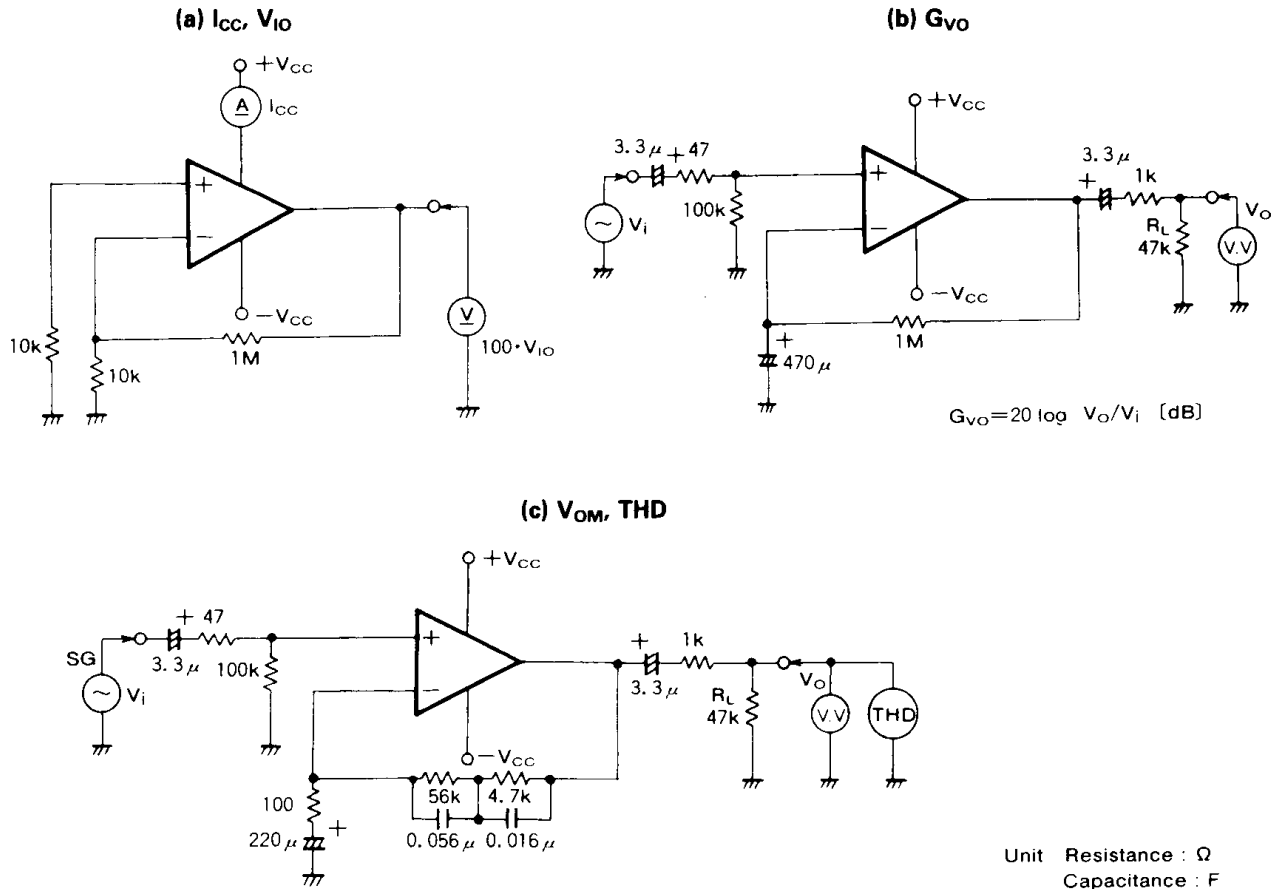 (a) I_CC, V_IO
+V_CC
A I_CC
+
−
−V_CC
10k
10k
1M
V
100·V_IO
(b) G_VO
+V_CC
3.3μ + 47
100k
V_i
~
+
−
−V_CC
3.3μ
+
1k
R_L
47k
V_O
V.V
1M
+
470μ
G_VO=20 log V_O/V_i [dB]
(c) V_OM, THD
+V_CC
+ 47
3.3μ
100k
SG
~
V_i
+
−
−V_CC
+
3.3μ
1k
R_L
47k
V_O
V.V
THD
56k
4.7k
0.056μ
0.016μ
100
220μ
+
Unit Resistance : Ω
Capacitance : F